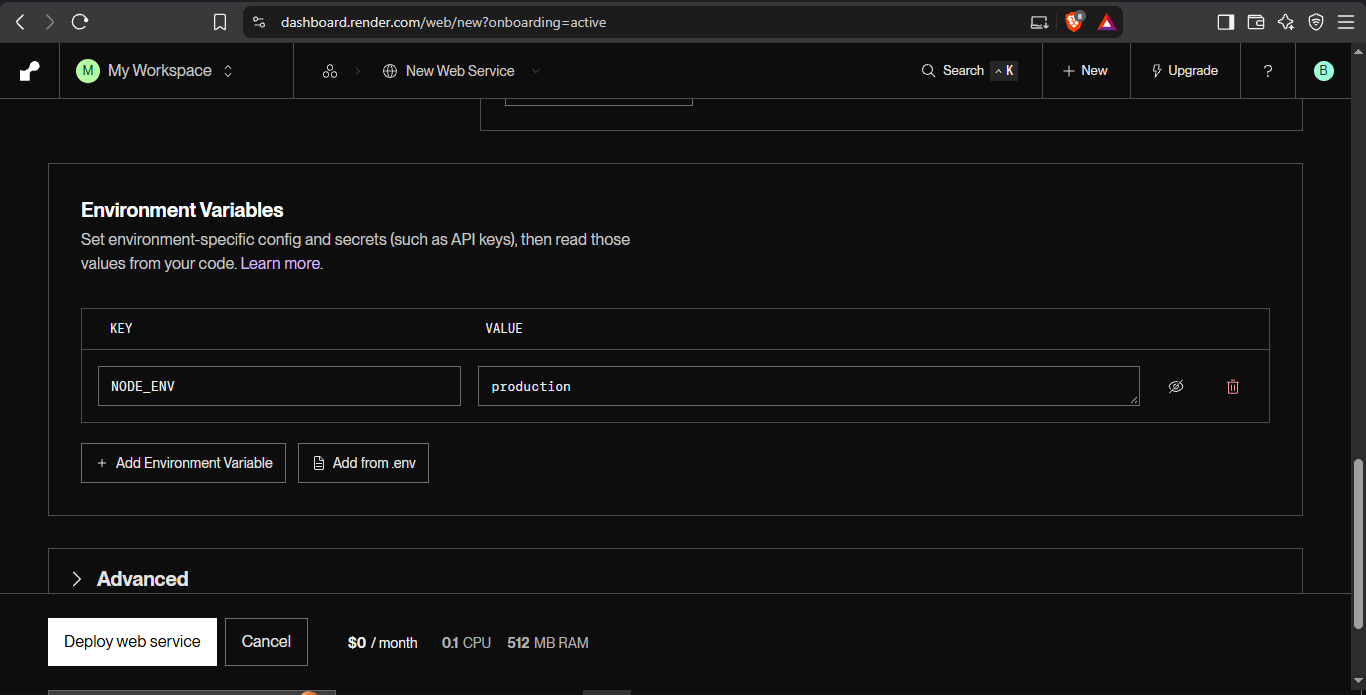 dashboard.render.com/web/new?onboarding=active
8
M My Workspace
New Web Service
Search ^ K
+ New
Upgrade
?
B
Environment Variables
Set environment-specific config and secrets (such as API keys), then read those
values from your code. Learn more.
KEY VALUE
NODE_ENV production
+ Add Environment Variable
Add from .env
Advanced
Deploy web service
Cancel
$0 / month 0.1 CPU 512 MB RAM